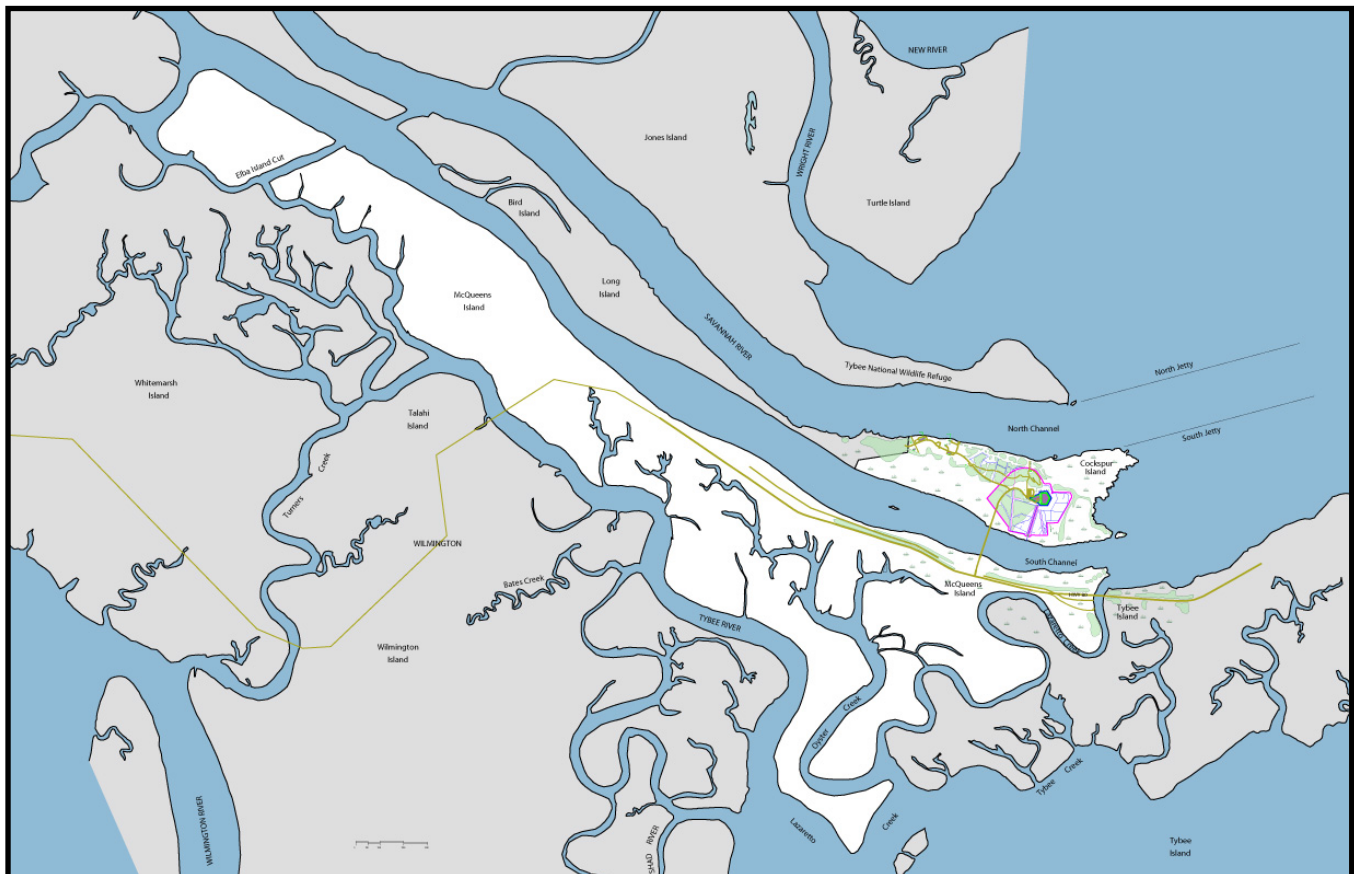 NEW RIVER
Jones Island
WRIGHT RIVER
Elba Island Cut
Turtle Island
Bird
Island
Long
Island
McQueens
Island
SAVANNAH RIVER
Tybee National Wildlife Refuge
North Jetty
Whitemarsh
Island
Talahi
Island
North Channel
South Jetty
Cockspur
Island
Turners
Creek
WILMINGTON
South Channel
Bates Creek
McQueens
Island
Tybee
Island
TYBEE RIVER
Wilmington
Island
Oyster
Creek
Tybee
Creek
WILMINGTON RIVER
SHAD
RIVER
Lazaretto
Creek
Tybee
Island